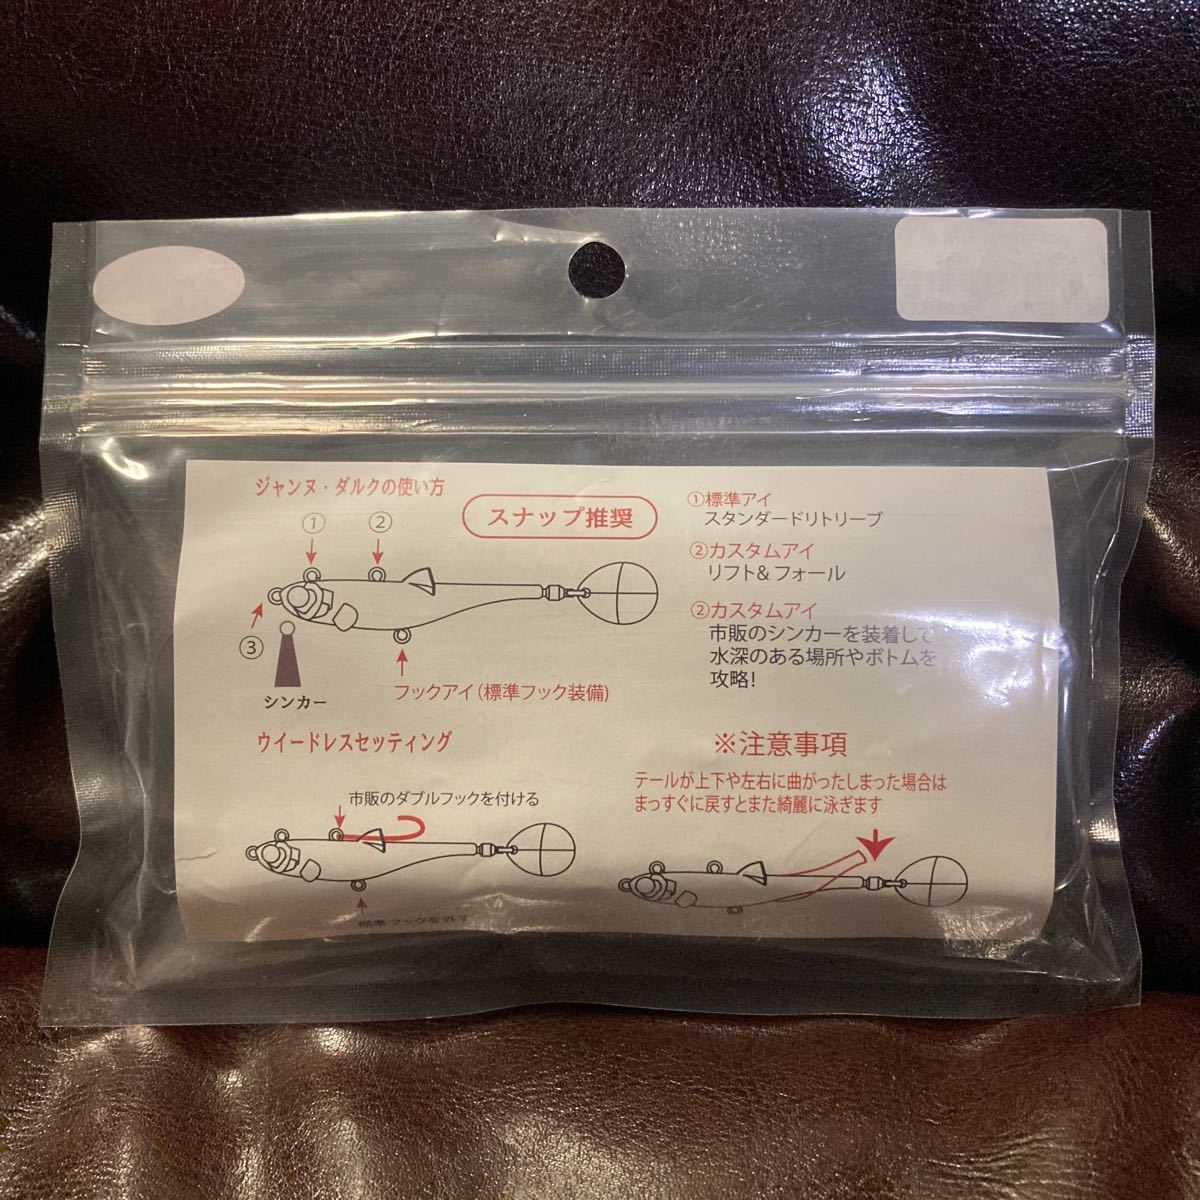 ジャンヌ・ダルクの使い方
① ②
スナップ推奨
③
シンカー
フックアイ(標準フック装備)
①標準アイ
スタンダードリトリーブ
②カスタムアイ
リフト&フォール
②カスタムアイ
市販のシンカーを装着して
水深のある場所やボトムを
攻略!
ウイードレスセッティング
市販のダブルフックを付ける
標準フックを外す
※注意事項
テールが上下や左右に曲がったしまった場合は
まっすぐに戻すとまた綺麗に泳ぎます